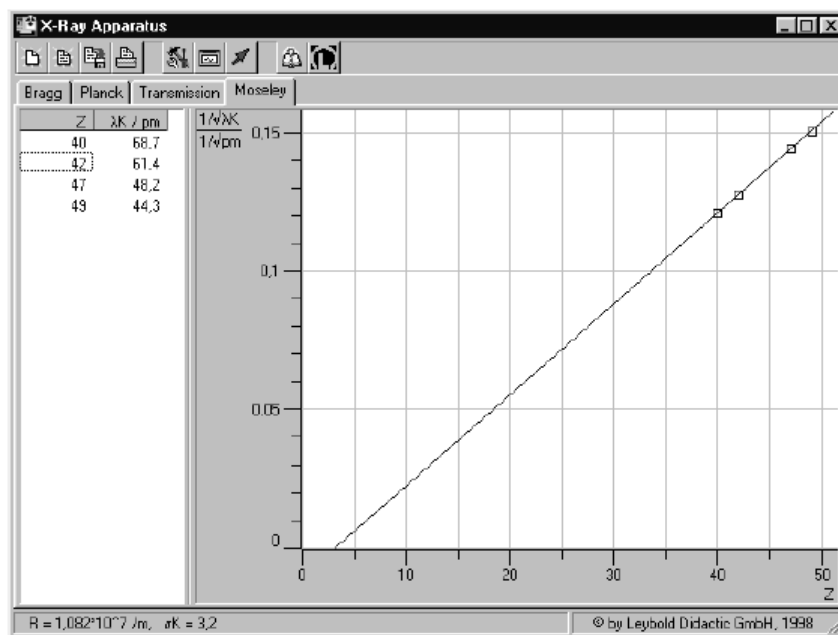 X-Ray Apparatus
Bragg Planck Transmission Moseley
Z λK / pm
40 68,7
42 61,4
47 48,2
49 44,3
1/√λK
1/√pm
0,15
0,1
0.05
0
0 10 20 30 40 50
Z
R = 1,082*10^7 /m, σK = 3,2
© by Leybold Didactic GmbH, 1998